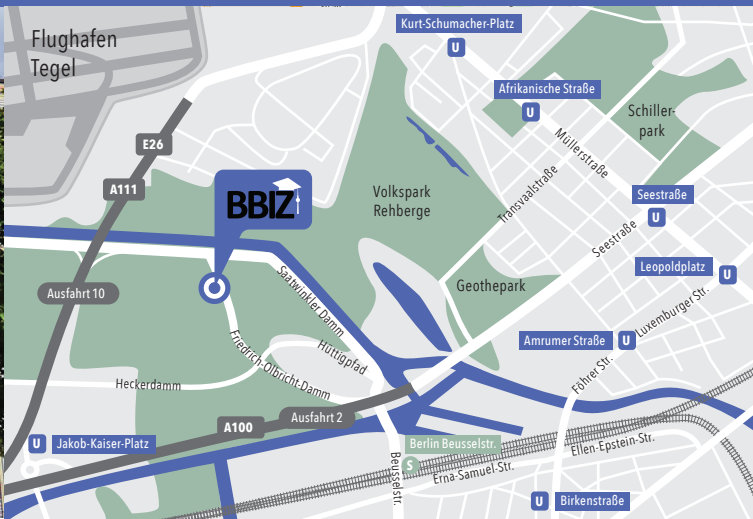 Kurt-Schumacher-Platz
U
Flughafen
Tegel
Afrikanische Straße
U
Schiller-
park
E26
Müllerstraße
A111
BBIZ
Volkspark
Rehberge
Transvaalstraße
Seestraße
U
Seestraße
Leopoldplatz
U
Geothepark
Ausfahrt 10
Saatwinkler Damm
Luxemburger Str.
Amrumer Straße
U
Friedrich-Olbricht-Damm
Hüttigpfad
Föhrer Str.
Heckerdamm
Ausfahrt 2
A100
U
Jakob-Kaiser-Platz
Berlin Beusselstr.
S
Beusselstr.
Erna-Samuel-Str.
Ellen-Epstein-Str.
U
Birkenstraße